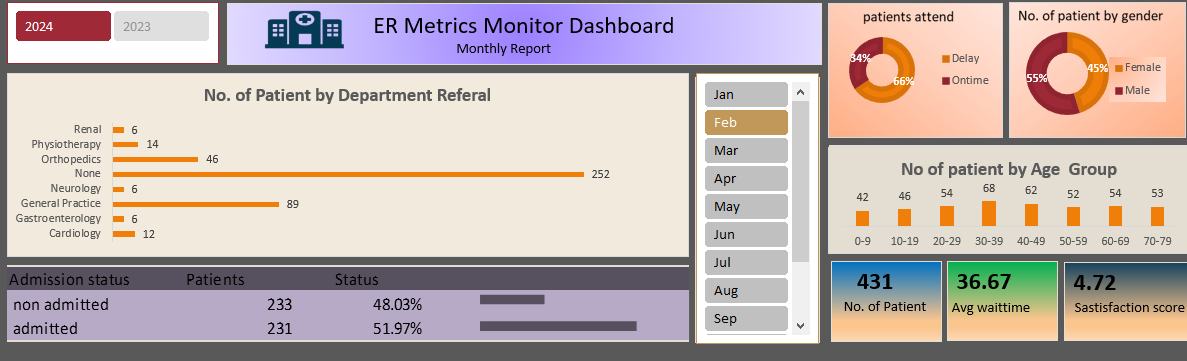 2024
2023
ER Metrics Monitor Dashboard
Monthly Report
patients attend
34%
66%
Delay
Ontime
No. of patient by gender
45%
55%
Female
Male
No. of Patient by Department Referal
Renal 6
Physiotherapy 14
Orthopedics 46
None 252
Neurology 6
General Practice 89
Gastroenterology 6
Cardiology 12
Jan
Feb
Mar
Apr
May
Jun
Jul
Aug
Sep
No of patient by Age Group
42 46 54 68 62 52 54 53
0-9 10-19 20-29 30-39 40-49 50-59 60-69 70-79
Admission status Patients Status
non admitted 233 48.03%
admitted 231 51.97%
431
No. of Patient
36.67
Avg waittime
4.72
Sastisfaction score